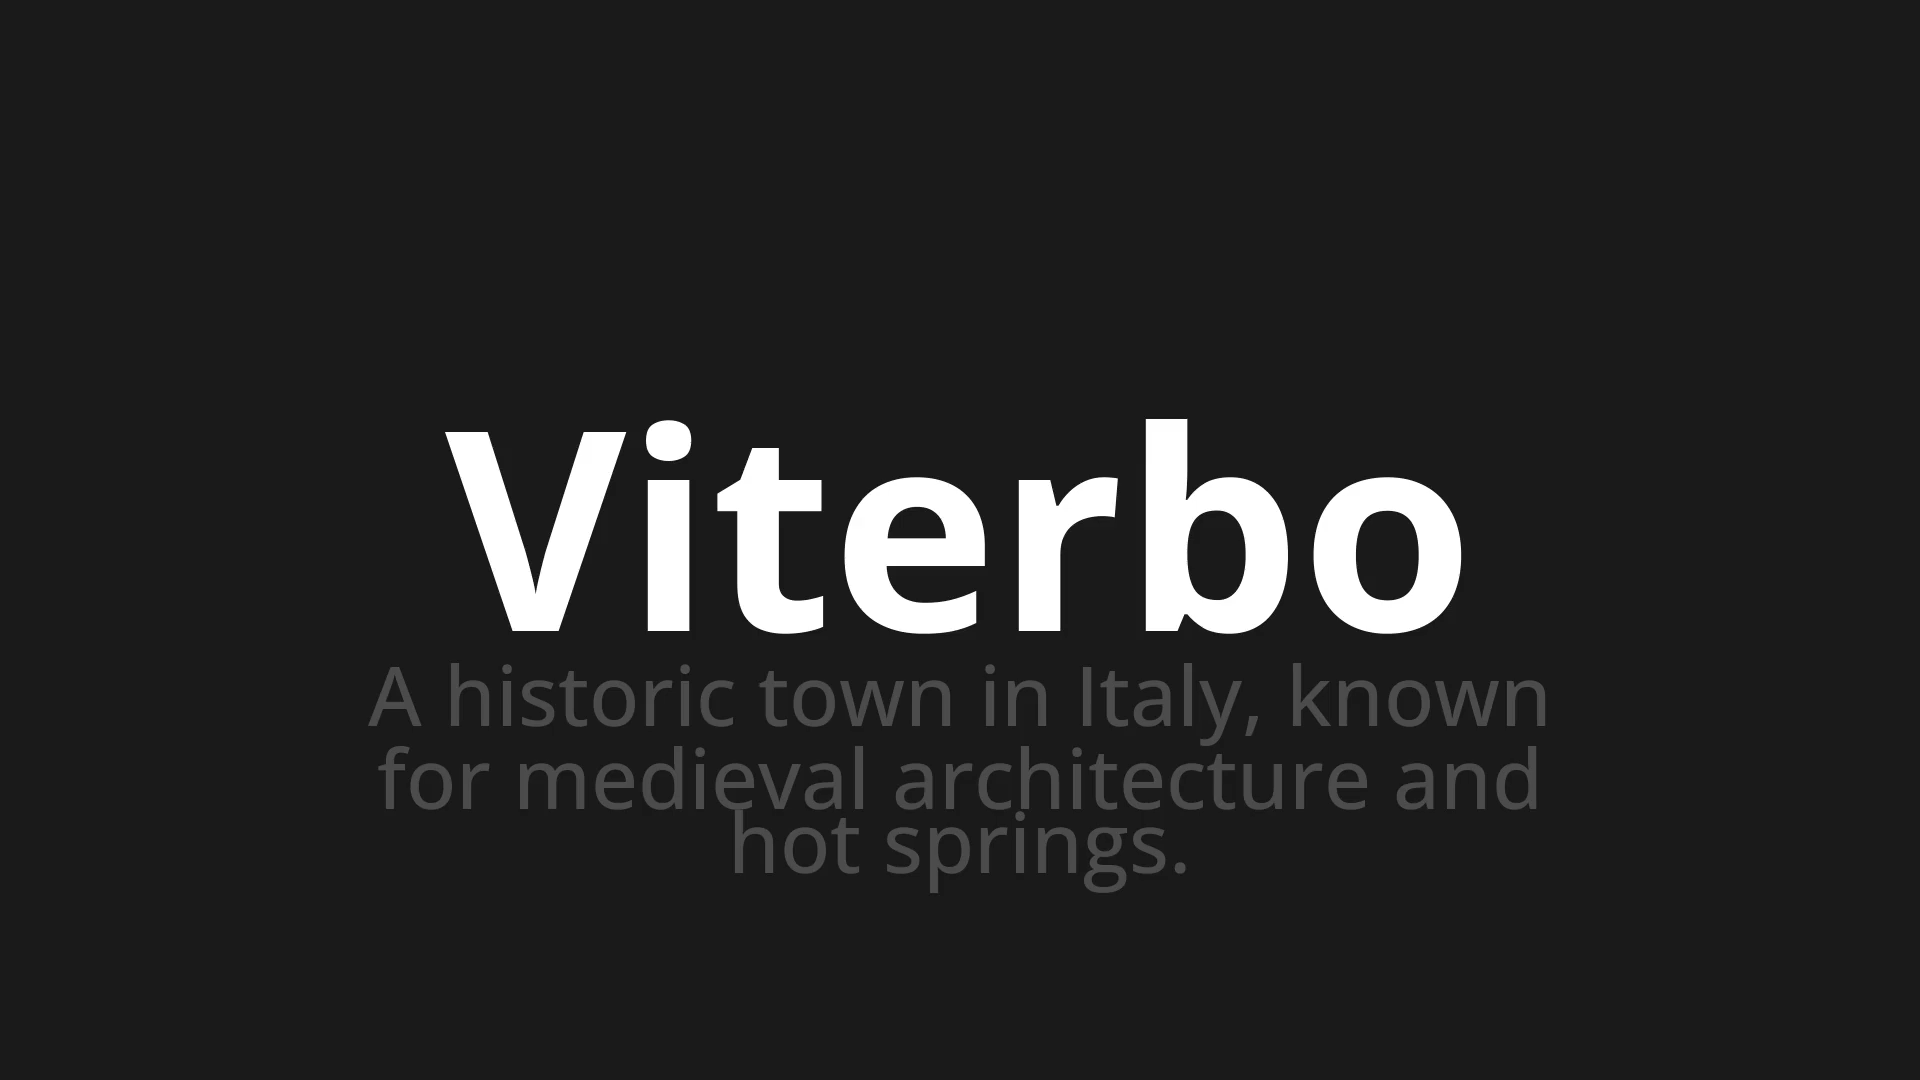 Viterbo
A historic town in Italy, known
for medieval architecture and
hot springs.